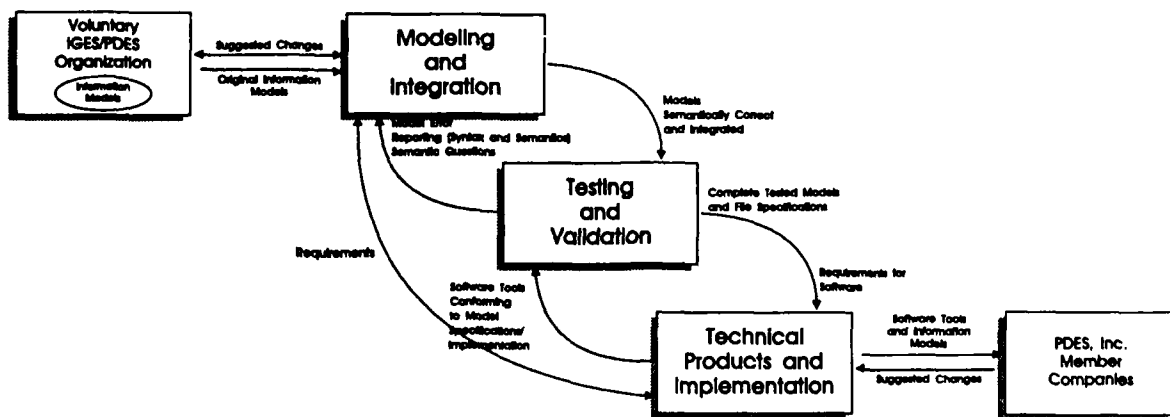 Voluntary
IGES/PDES
Organization
Information
Models
Suggested Changes
Original Information
Models
Modeling
and
Integration
Models
Semantically Correct
and Integrated
Model Error
Reporting (Syntax and Semantics)
Semantic Questions
Testing
and
Validation
Complete Tested Models
and File Specifications
Requirements
Software Tools
Conforming
to Model
Specifications/
Implementation
Requirements for
Software
Technical
Products and
Implementation
Software Tools
and Information
Models
Suggested Changes
PDES, Inc.
Member
Companies